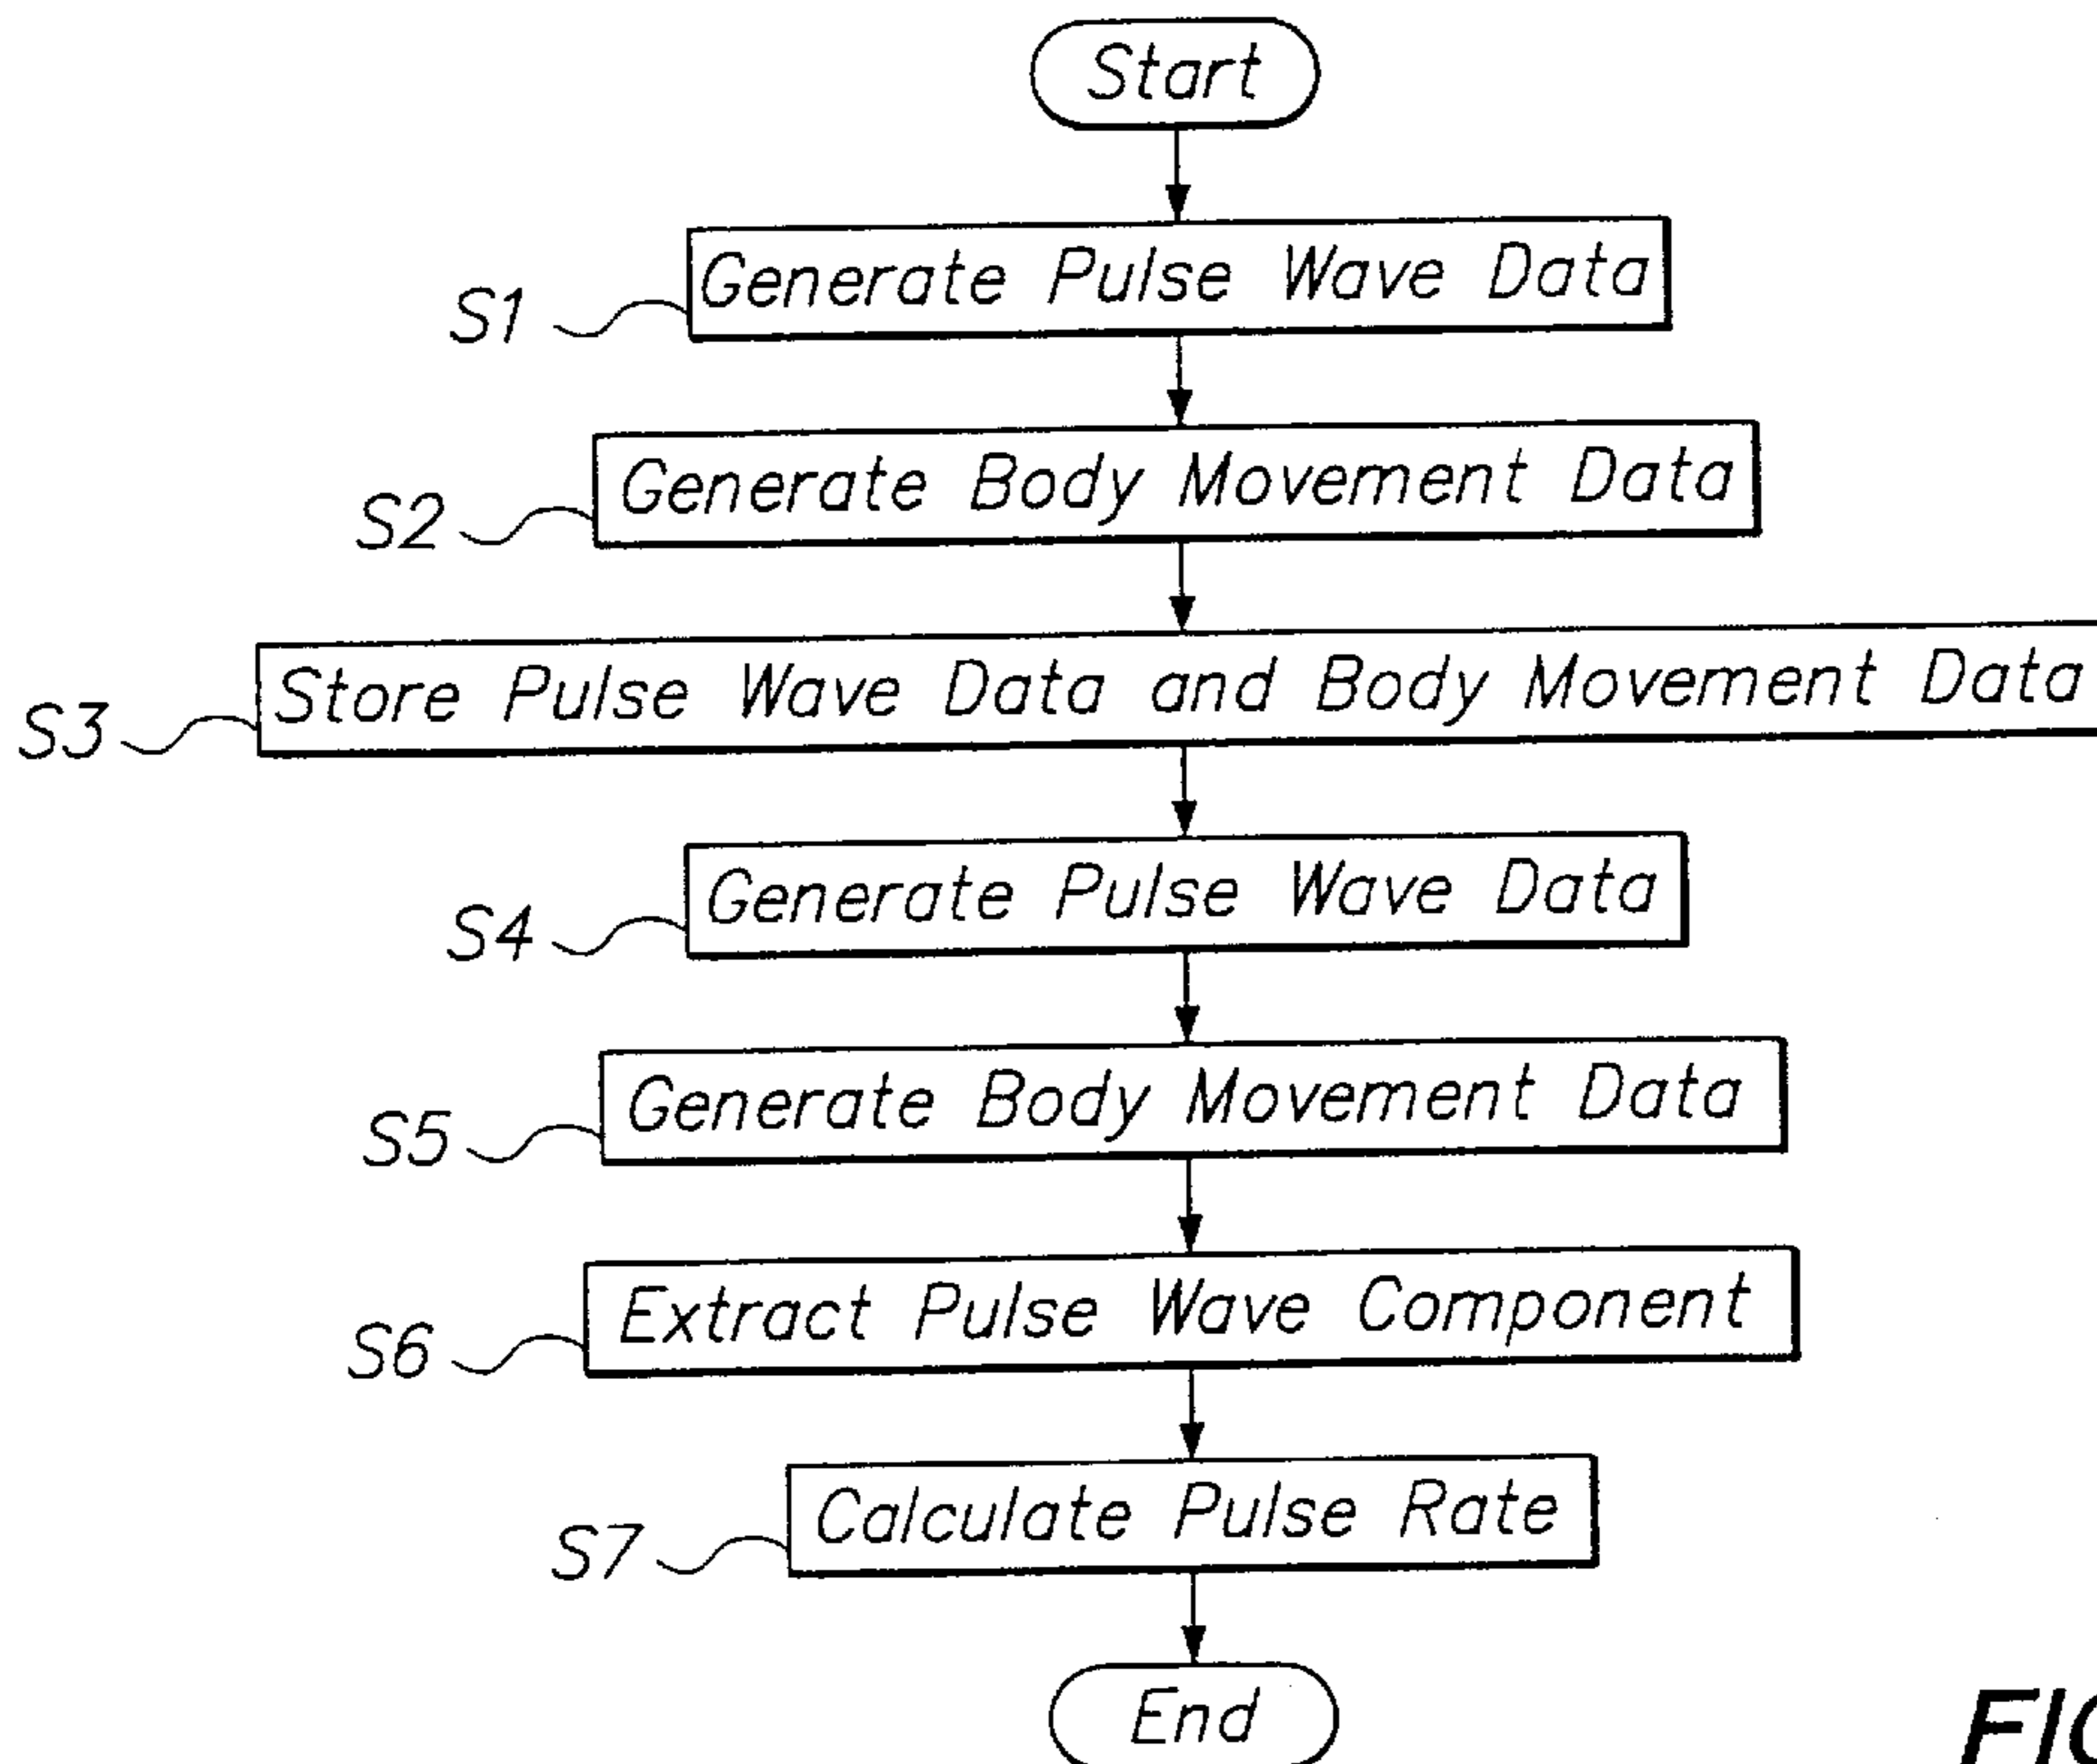 Start
S1 Generate Pulse Wave Data
S2 Generate Body Movement Data
S3 Store Pulse Wave Data and Body Movement Data
S4 Generate Pulse Wave Data
S5 Generate Body Movement Data
S6 Extract Pulse Wave Component
S7 Calculate Pulse Rate
End